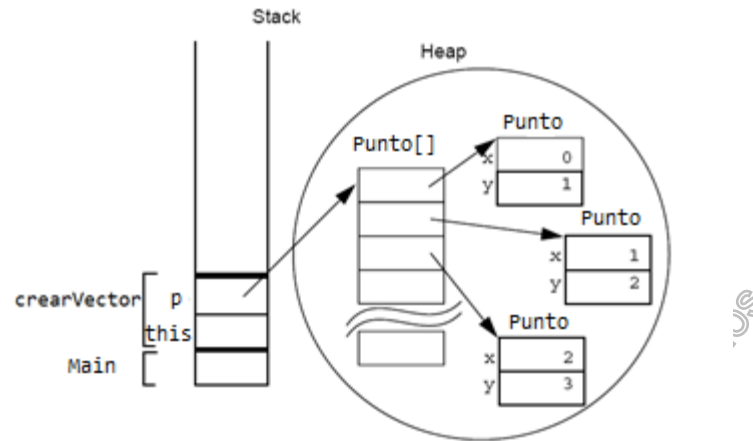 Stack
Heap
Punto
Punto[]
x 0
y 1
Punto
x 1
y 2
crearVector p
this
Punto
Main
x 2
y 3